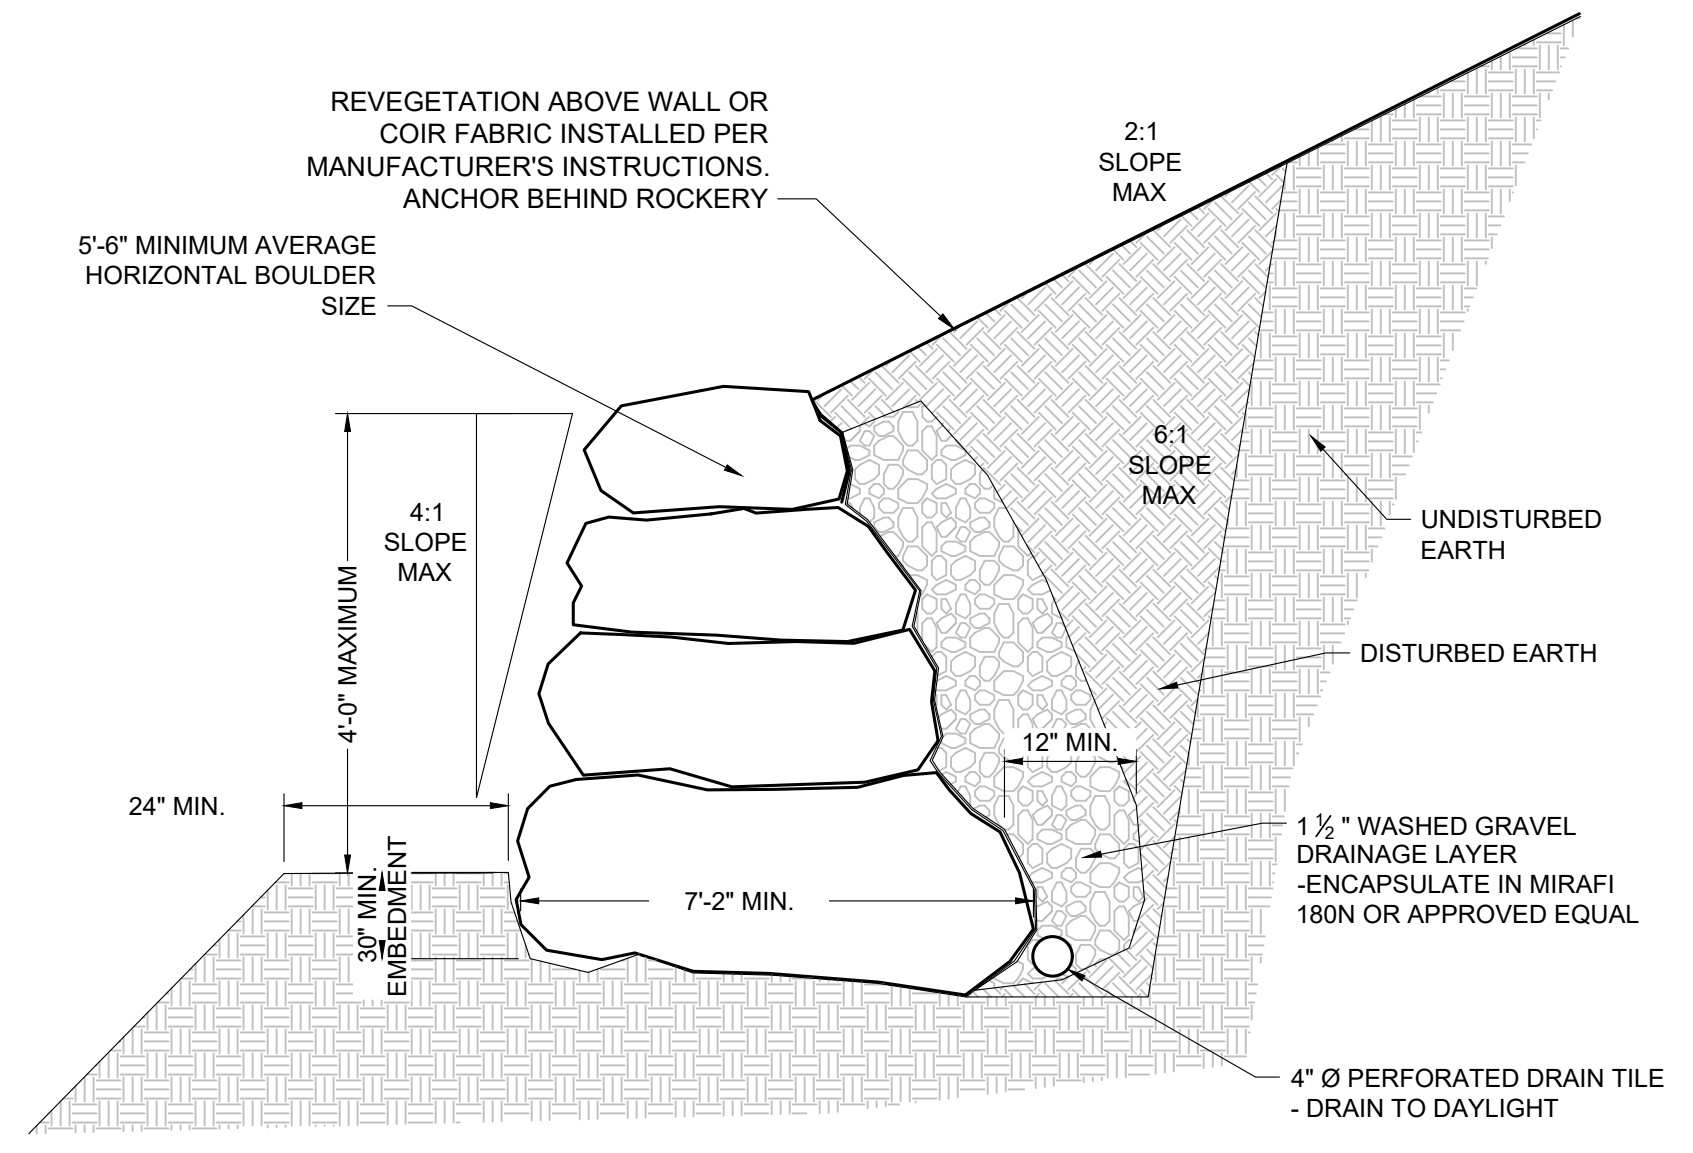 REVEGETATION ABOVE WALL OR
COIR FABRIC INSTALLED PER
MANUFACTURER'S INSTRUCTIONS.
ANCHOR BEHIND ROCKERY
2:1
SLOPE
MAX
5'-6" MINIMUM AVERAGE
HORIZONTAL BOULDER
SIZE
6:1
SLOPE
MAX
4:1
SLOPE
MAX
UNDISTURBED
EARTH
4'-0" MAXIMUM
DISTURBED EARTH
12" MIN.
24" MIN.
1 ½ " WASHED GRAVEL
DRAINAGE LAYER
-ENCAPSULATE IN MIRAFI
180N OR APPROVED EQUAL
30" MIN.
EMBEDMENT
7'-2" MIN.
4" Ø PERFORATED DRAIN TILE
- DRAIN TO DAYLIGHT